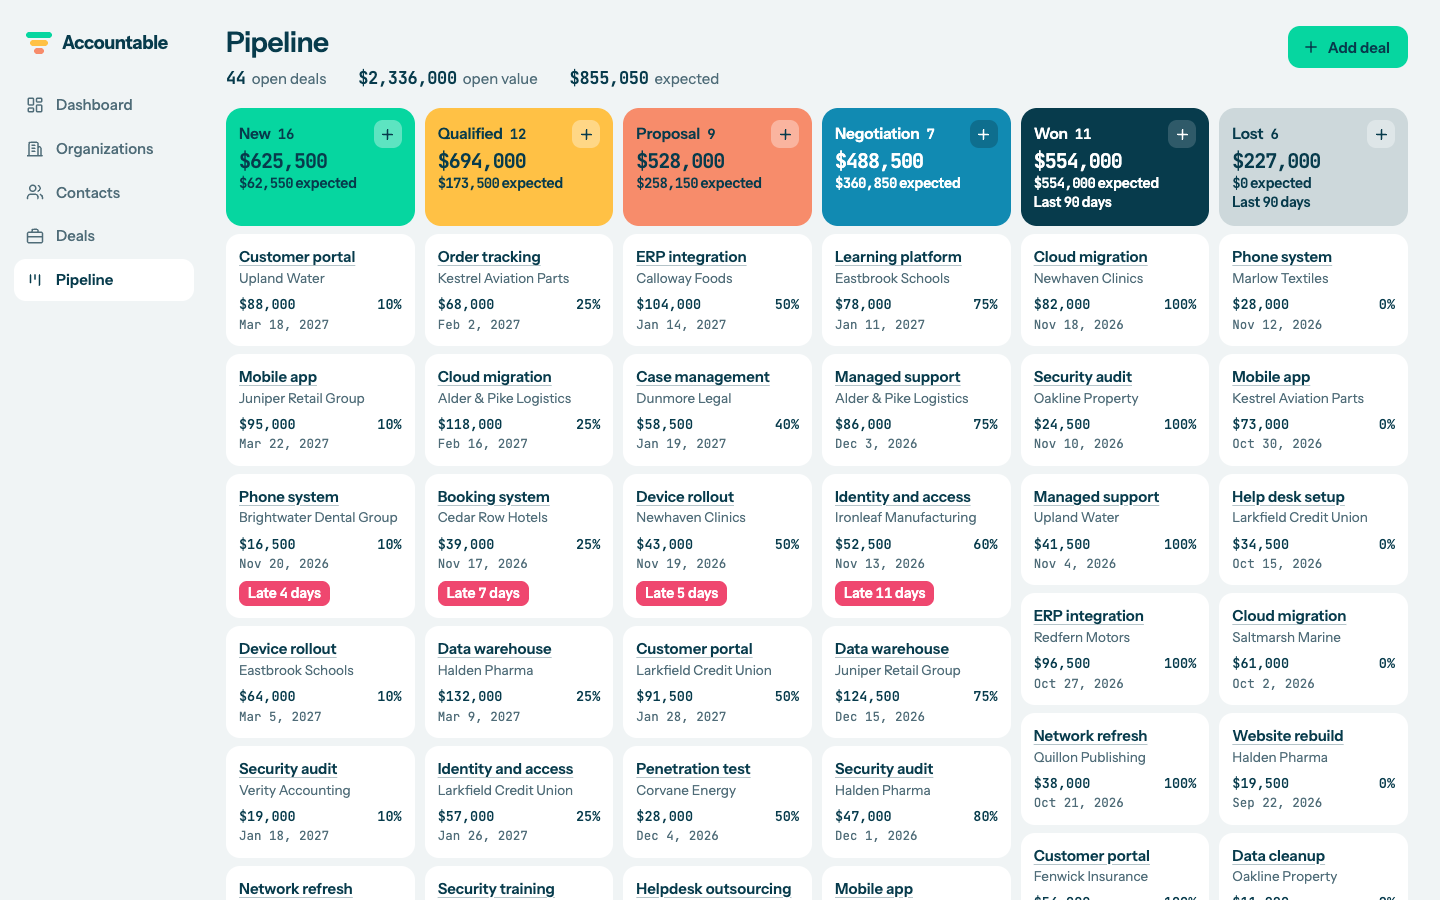 Accountable
Dashboard
Organizations
Contacts
Deals
Pipeline
Pipeline
44 open deals $2,336,000 open value $855,050 expected
+ Add deal
New 16 +
$625,500
$62,550 expected
Customer portal
Upland Water
$88,000 10%
Mar 18, 2027
Mobile app
Juniper Retail Group
$95,000 10%
Mar 22, 2027
Phone system
Brightwater Dental Group
$16,500 10%
Nov 20, 2026
Late 4 days
Device rollout
Eastbrook Schools
$64,000 10%
Mar 5, 2027
Security audit
Verity Accounting
$19,000 10%
Jan 18, 2027
Network refresh
Qualified 12 +
$694,000
$173,500 expected
Order tracking
Kestrel Aviation Parts
$68,000 25%
Feb 2, 2027
Cloud migration
Alder & Pike Logistics
$118,000 25%
Feb 16, 2027
Booking system
Cedar Row Hotels
$39,000 25%
Nov 17, 2026
Late 7 days
Data warehouse
Halden Pharma
$132,000 25%
Mar 9, 2027
Identity and access
Larkfield Credit Union
$57,000 25%
Jan 26, 2027
Security training
Proposal 9 +
$528,000
$258,150 expected
ERP integration
Calloway Foods
$104,000 50%
Jan 14, 2027
Case management
Dunmore Legal
$58,500 40%
Jan 19, 2027
Device rollout
Newhaven Clinics
$43,000 50%
Nov 19, 2026
Late 5 days
Customer portal
Larkfield Credit Union
$91,500 50%
Jan 28, 2027
Penetration test
Corvane Energy
$28,000 50%
Dec 4, 2026
Helpdesk outsourcing
Negotiation 7 +
$488,500
$360,850 expected
Learning platform
Eastbrook Schools
$78,000 75%
Jan 11, 2027
Managed support
Alder & Pike Logistics
$86,000 75%
Dec 3, 2026
Identity and access
Ironleaf Manufacturing
$52,500 60%
Nov 13, 2026
Late 11 days
Data warehouse
Juniper Retail Group
$124,500 75%
Dec 15, 2026
Security audit
Halden Pharma
$47,000 80%
Dec 1, 2026
Mobile app
Won 11 +
$554,000
$554,000 expected
Last 90 days
Cloud migration
Newhaven Clinics
$82,000 100%
Nov 18, 2026
Security audit
Oakline Property
$24,500 100%
Nov 10, 2026
Managed support
Upland Water
$41,500 100%
Nov 4, 2026
ERP integration
Redfern Motors
$96,500 100%
Oct 27, 2026
Network refresh
Quillon Publishing
$38,000 100%
Oct 21, 2026
Customer portal
Fenwick Insurance
Lost 6 +
$227,000
$0 expected
Last 90 days
Phone system
Marlow Textiles
$28,000 0%
Nov 12, 2026
Mobile app
Kestrel Aviation Parts
$73,000 0%
Oct 30, 2026
Help desk setup
Larkfield Credit Union
$34,500 0%
Oct 15, 2026
Cloud migration
Saltmarsh Marine
$61,000 0%
Oct 2, 2026
Website rebuild
Halden Pharma
$19,500 0%
Sep 22, 2026
Data cleanup
Oakline Property